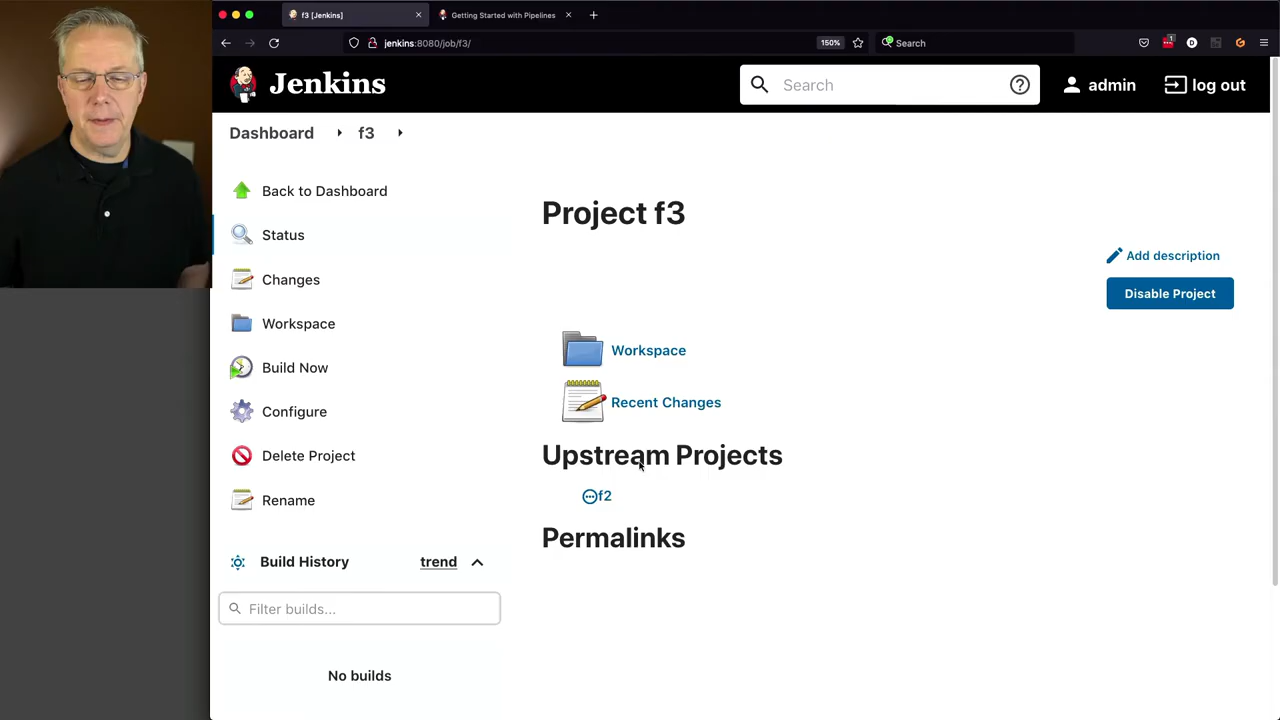 f3 [Jenkins]
Getting Started with Pipelines
jenkins:8080/job/f3/
150%
Search
1
Jenkins
Search
admin
log out
Dashboard
f3
Back to Dashboard
Status
Changes
Workspace
Build Now
Configure
Delete Project
Rename
Build History
trend
Filter builds...
No builds
Project f3
Add description
Disable Project
Workspace
Recent Changes
Upstream Projects
f2
Permalinks